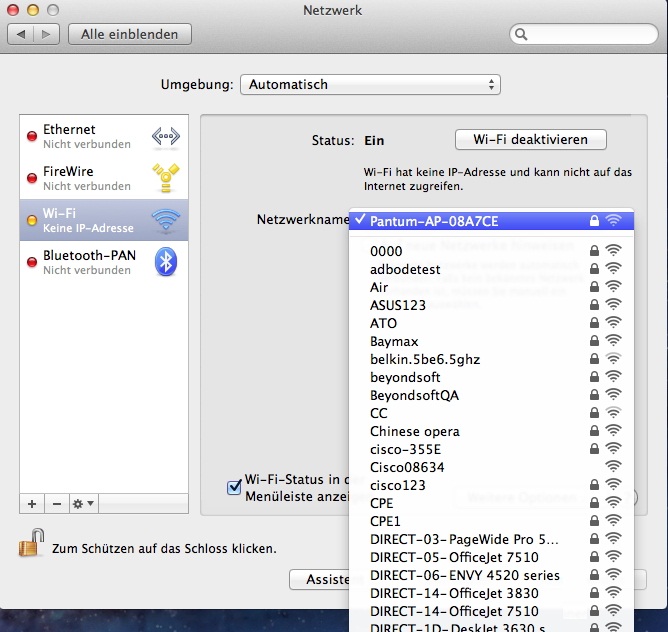 Netzwerk
Alle einblenden
Umgebung: Automatisch
Ethernet
Nicht verbunden
FireWire
Nicht verbunden
Wi-Fi
Keine IP-Adresse
Bluetooth-PAN
Nicht verbunden
Status: Ein
Wi-Fi deaktivieren
Wi-Fi hat keine IP-Adresse und kann nicht auf das
Internet zugreifen.
Netzwerkname
Pantum-AP-08A7CE
0000
adbodetest
Air
ASUS123
ATO
Baymax
belkin.5be6.5ghz
beyondsoft
BeyondsoftQA
CC
Chinese opera
cisco-355E
Cisco08634
cisco123
CPE
CPE1
DIRECT-03-PageWide Pro 5...
DIRECT-05-OfficeJet 7510
DIRECT-06-ENVY 4520 series
DIRECT-14-OfficeJet 3830
DIRECT-14-OfficeJet 7510
DIRECT-1D-DeskJet 3630 s
Wi-Fi-Status in de
Menüleiste anzei
Weitere Optionen
Zum Schützen auf das Schloss klicken.
Assiste